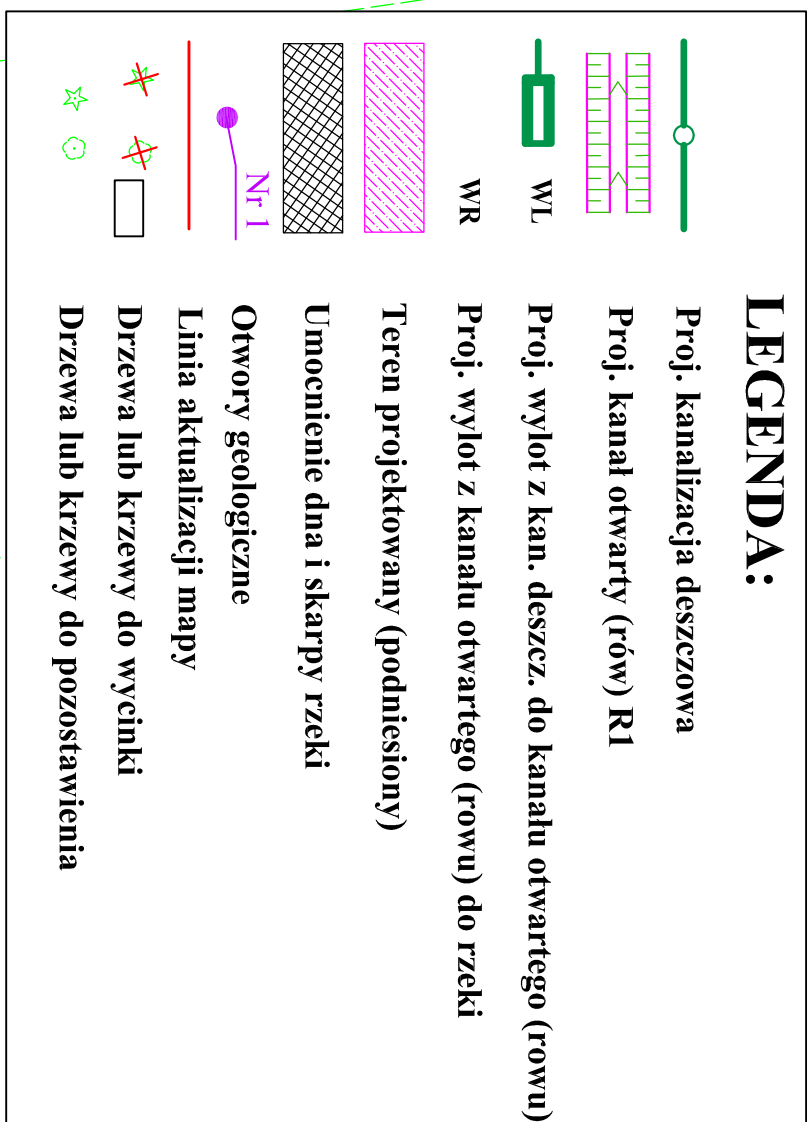 LEGENDA:
Proj. kanalizacja deszczowa
Proj. kanał otwarty (rów) R1
WL Proj. wylot z kan. deszcz. do kanału otwartego (rowu)
WR Proj. wylot z kanału otwartego (rowu) do rzeki
Teren projektowany (podniesiony)
Umocnienie dna i skarpy rzeki
Nr 1 Otwory geologiczne
Linia aktualizacji mapy
Drzewa lub krzewy do wycinki
Drzewa lub krzewy do pozostawienia